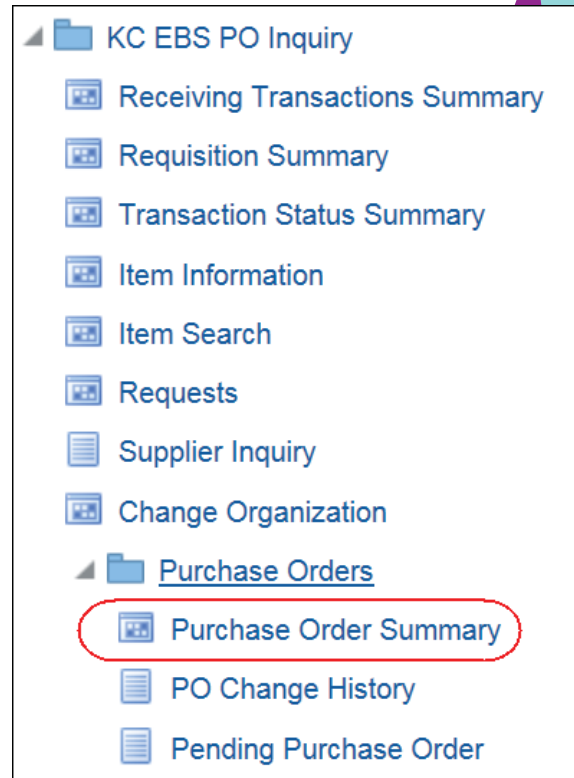 KC EBS PO Inquiry
Receiving Transactions Summary
Requisition Summary
Transaction Status Summary
Item Information
Item Search
Requests
Supplier Inquiry
Change Organization
Purchase Orders
Purchase Order Summary
PO Change History
Pending Purchase Order